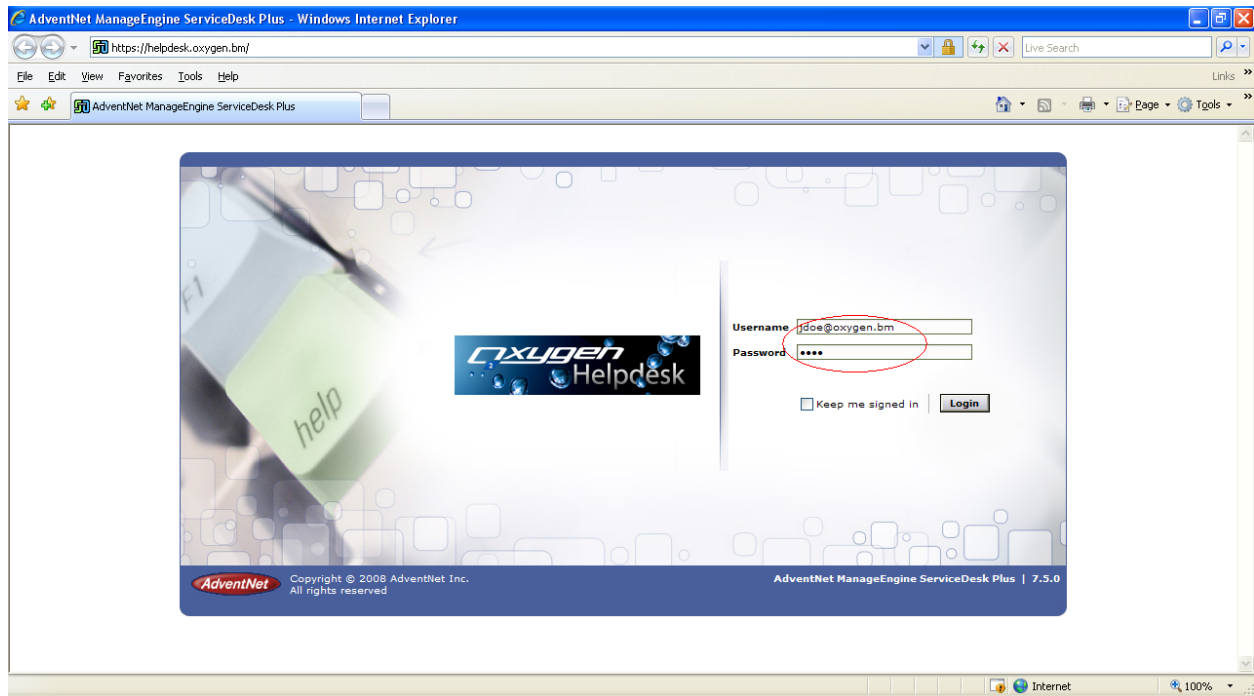 AdventNet ManageEngine ServiceDesk Plus - Windows Internet Explorer
https://helpdesk.oxygen.bm/
Live Search
File Edit View Favorites Tools Help
Links »
AdventNet ManageEngine ServiceDesk Plus
Page Tools »
F1
help
oxygen
2
Helpdesk
Username jdoe@oxygen.bm
Password ••••
Keep me signed in Login
AdventNet
Copyright © 2008 AdventNet Inc.
All rights reserved
AdventNet ManageEngine ServiceDesk Plus | 7.5.0
Internet 100%